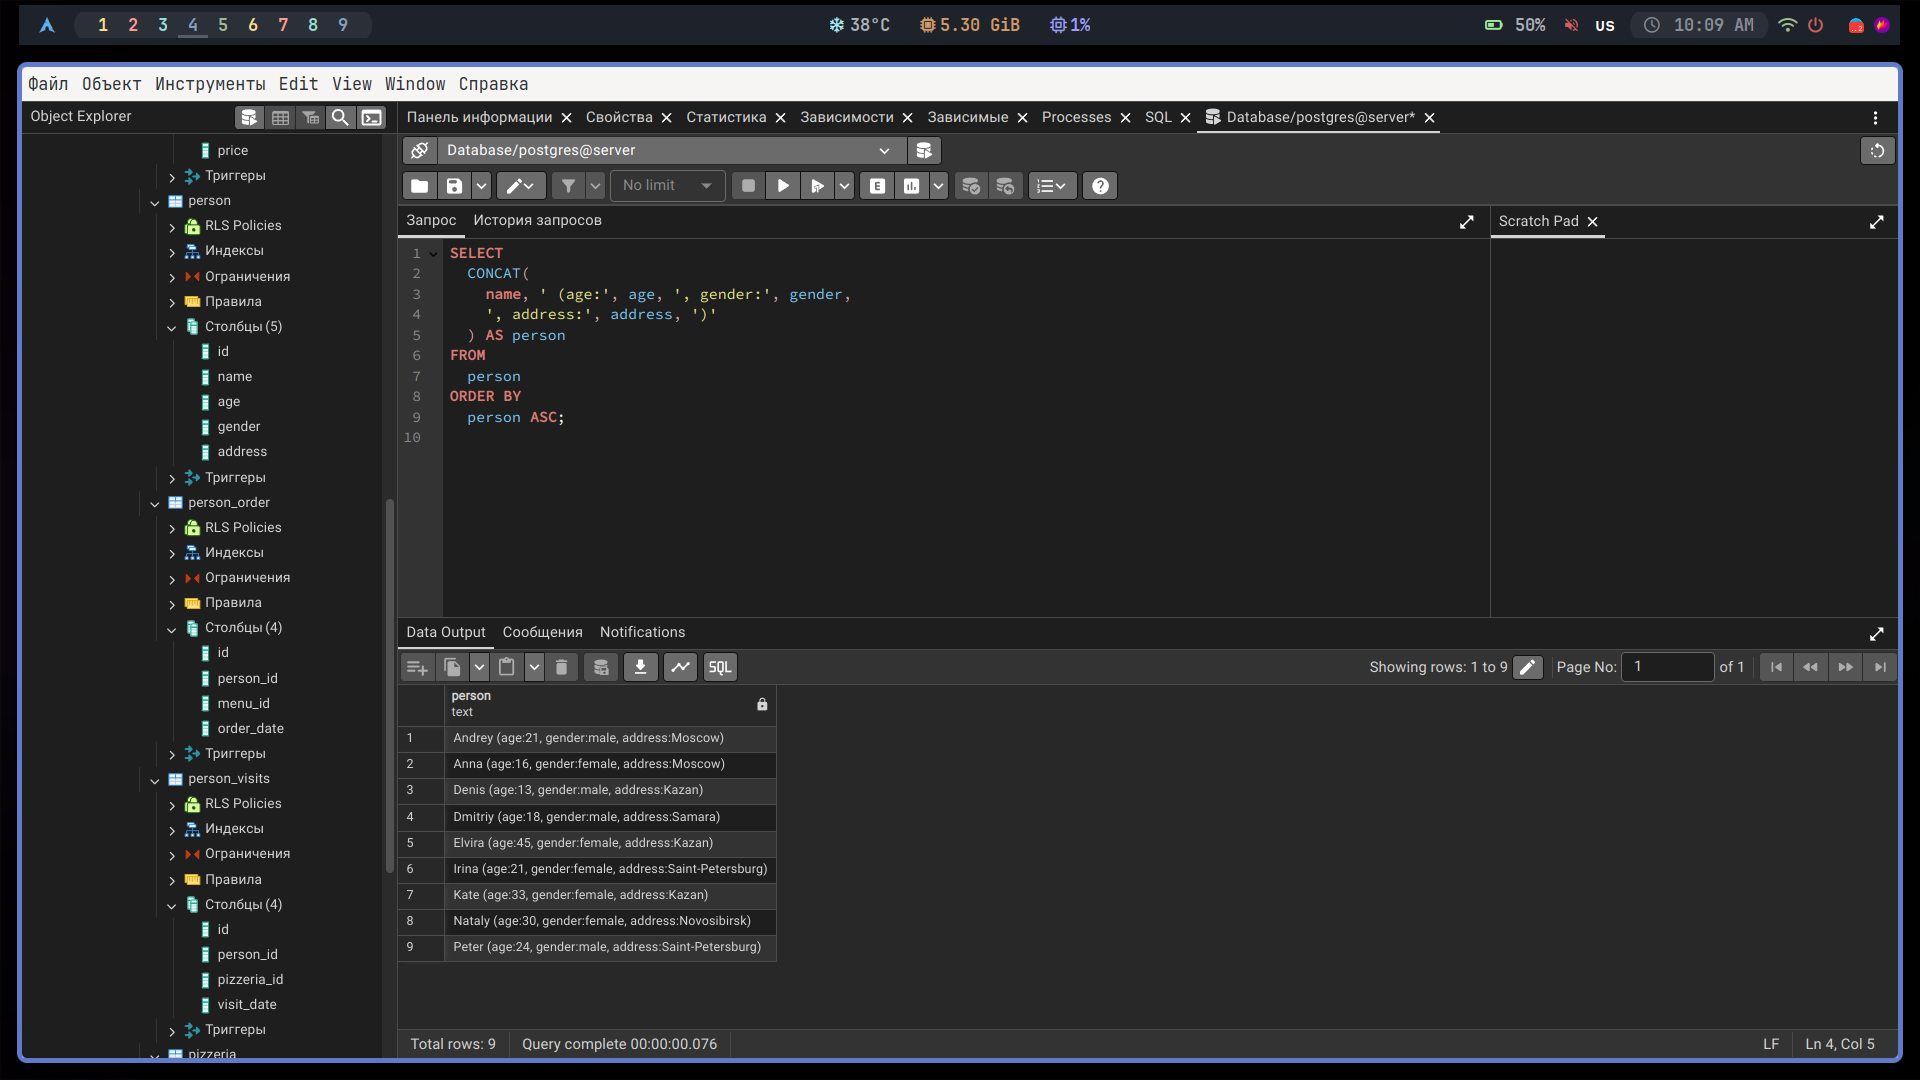 1 2 3 4 5 6 7 8 9
38°C 5.30 GiB 1%
50% US 10:09 AM
Файл Объект Инструменты Edit View Window Справка
Object Explorer
price
Триггеры
person
RLS Policies
Индексы
Ограничения
Правила
Столбцы (5)
id
name
age
gender
address
Триггеры
person_order
RLS Policies
Индексы
Ограничения
Правила
Столбцы (4)
id
person_id
menu_id
order_date
Триггеры
person_visits
RLS Policies
Индексы
Ограничения
Правила
Столбцы (4)
id
person_id
pizzeria_id
visit_date
Триггеры
pizzeria
Панель информации Свойства Статистика Зависимости Зависимые Processes SQL Database/postgres@server*
Database/postgres@server
No limit E
Запрос История запросов
Scratch Pad
1 SELECT
2 CONCAT(
3 name, ' (age:', age, ', gender:', gender,
4 ', address:', address, ')'
5 ) AS person
6 FROM
7 person
8 ORDER BY
9 person ASC;
10
Data Output Сообщения Notifications
SQL Showing rows: 1 to 9 Page No: 1 of 1
person
text
1 Andrey (age:21, gender:male, address:Moscow)
2 Anna (age:16, gender:female, address:Moscow)
3 Denis (age:13, gender:male, address:Kazan)
4 Dmitriy (age:18, gender:male, address:Samara)
5 Elvira (age:45, gender:female, address:Kazan)
6 Irina (age:21, gender:female, address:Saint-Petersburg)
7 Kate (age:33, gender:female, address:Kazan)
8 Nataly (age:30, gender:female, address:Novosibirsk)
9 Peter (age:24, gender:male, address:Saint-Petersburg)
Total rows: 9 Query complete 00:00:00.076 LF Ln 4, Col 5